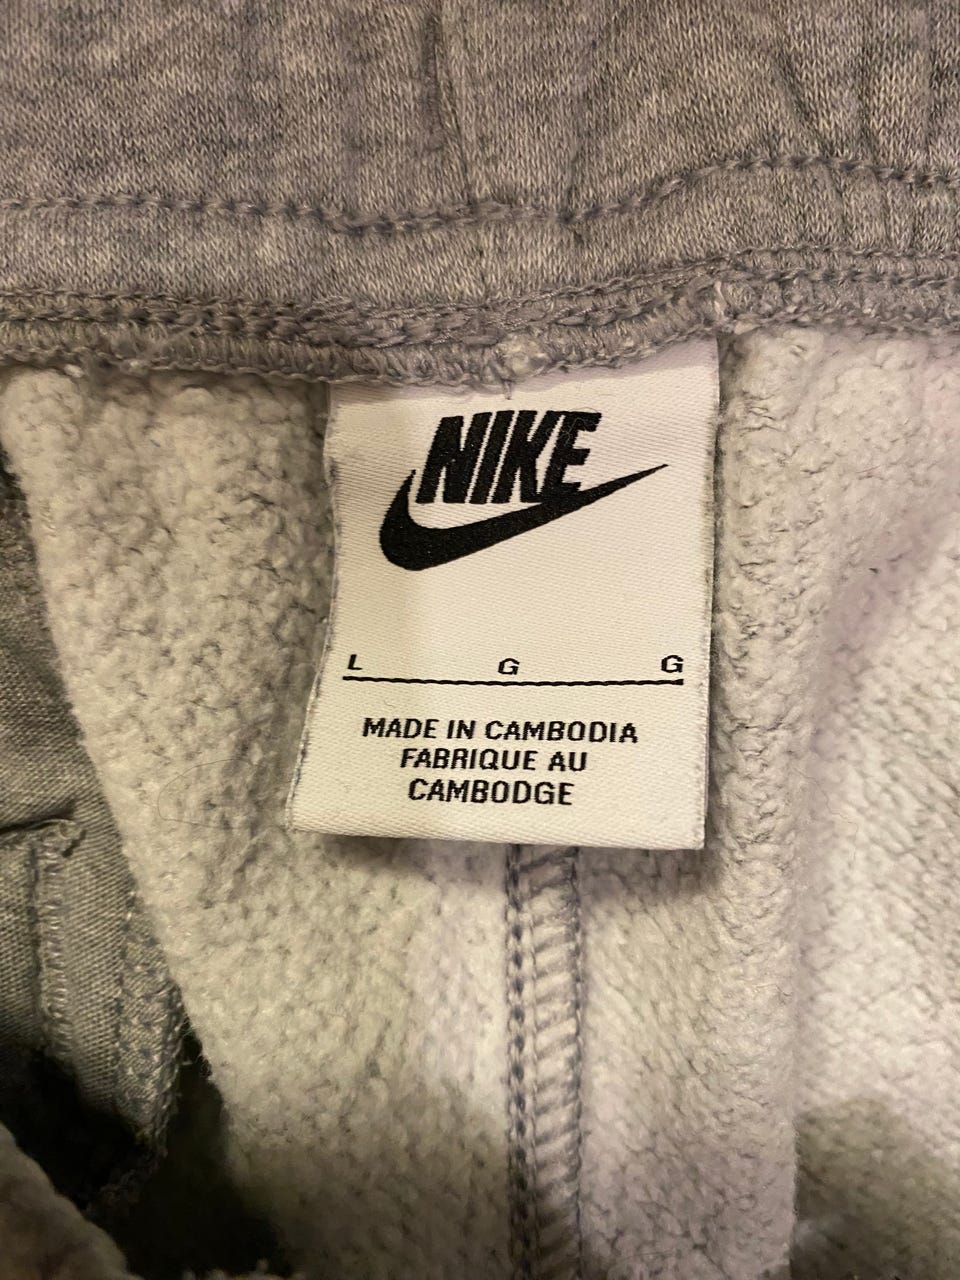 NIKE
L G G
MADE IN CAMBODIA
FABRIQUE AU
CAMBODGE